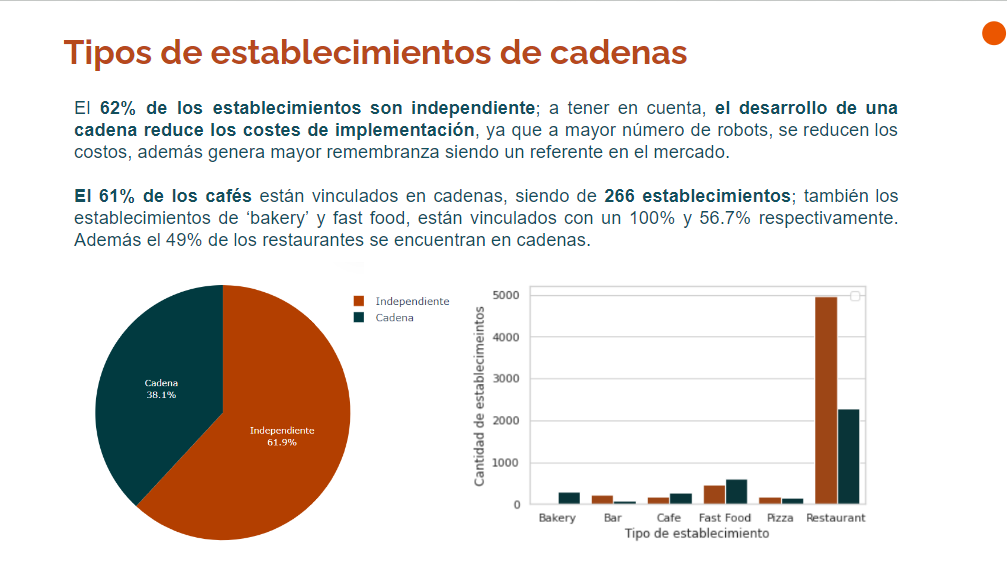 Tipos de establecimientos de cadenas
El 62% de los establecimientos son independiente; a tener en cuenta, el desarrollo de una
cadena reduce los costes de implementación, ya que a mayor número de robots, se reducen los
costos, además genera mayor remembranza siendo un referente en el mercado.
El 61% de los cafés están vinculados en cadenas, siendo de 266 establecimientos; también los
establecimientos de ‘bakery’ y fast food, están vinculados con un 100% y 56.7% respectivamente.
Además el 49% de los restaurantes se encuentran en cadenas.
Independiente
Cadena
Cadena
38.1%
Independiente
61.9%
Cantidad de establecimeintos
5000
4000
3000
2000
1000
0
Bakery Bar Cafe Fast Food Pizza Restaurant
Tipo de establecimiento